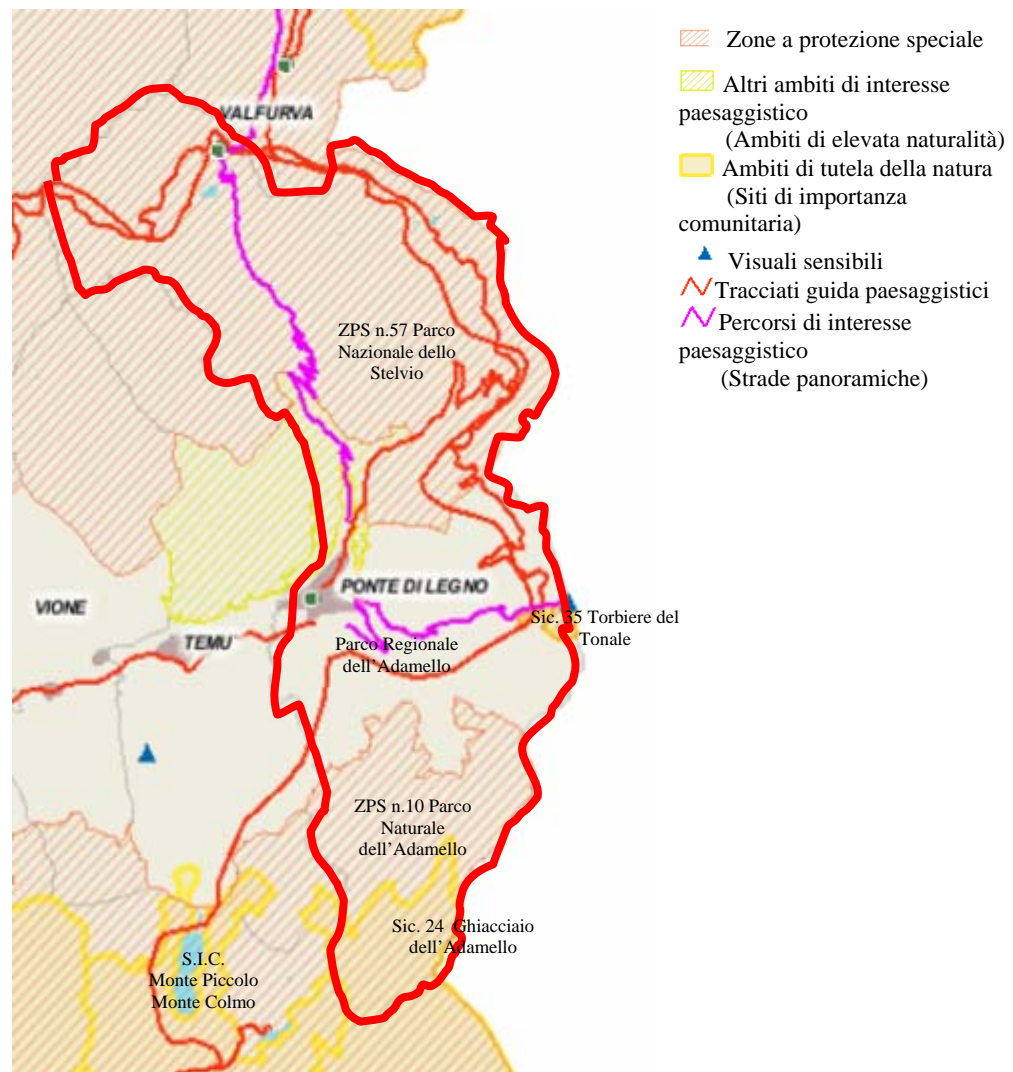 Zone a protezione speciale
Altri ambiti di interesse
paesaggistico
(Ambiti di elevata naturalità)
Ambiti di tutela della natura
(Siti di importanza
comunitaria)
Visuali sensibili
Tracciati guida paesaggistici
Percorsi di interesse
paesaggistico
(Strade panoramiche)
VALFURVA
ZPS n.57 Parco
Nazionale dello
Stelvio
PONTE DI LEGNO
VIONE
TEMU'
Sic. 35 Torbiere del
Tonale
Parco Regionale
dell’Adamello
ZPS n.10 Parco
Naturale
dell’Adamello
Sic. 24 Ghiacciaio
dell’Adamello
S.I.C.
Monte Piccolo
Monte Colmo